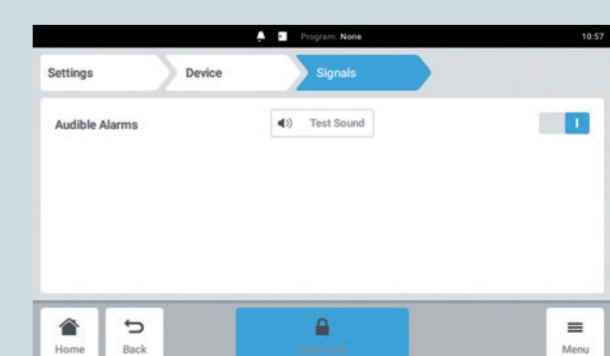 Program: None
10:57
Settings
Device
Signals
Audible Alarms
Test Sound
I
Home
Back
Menu